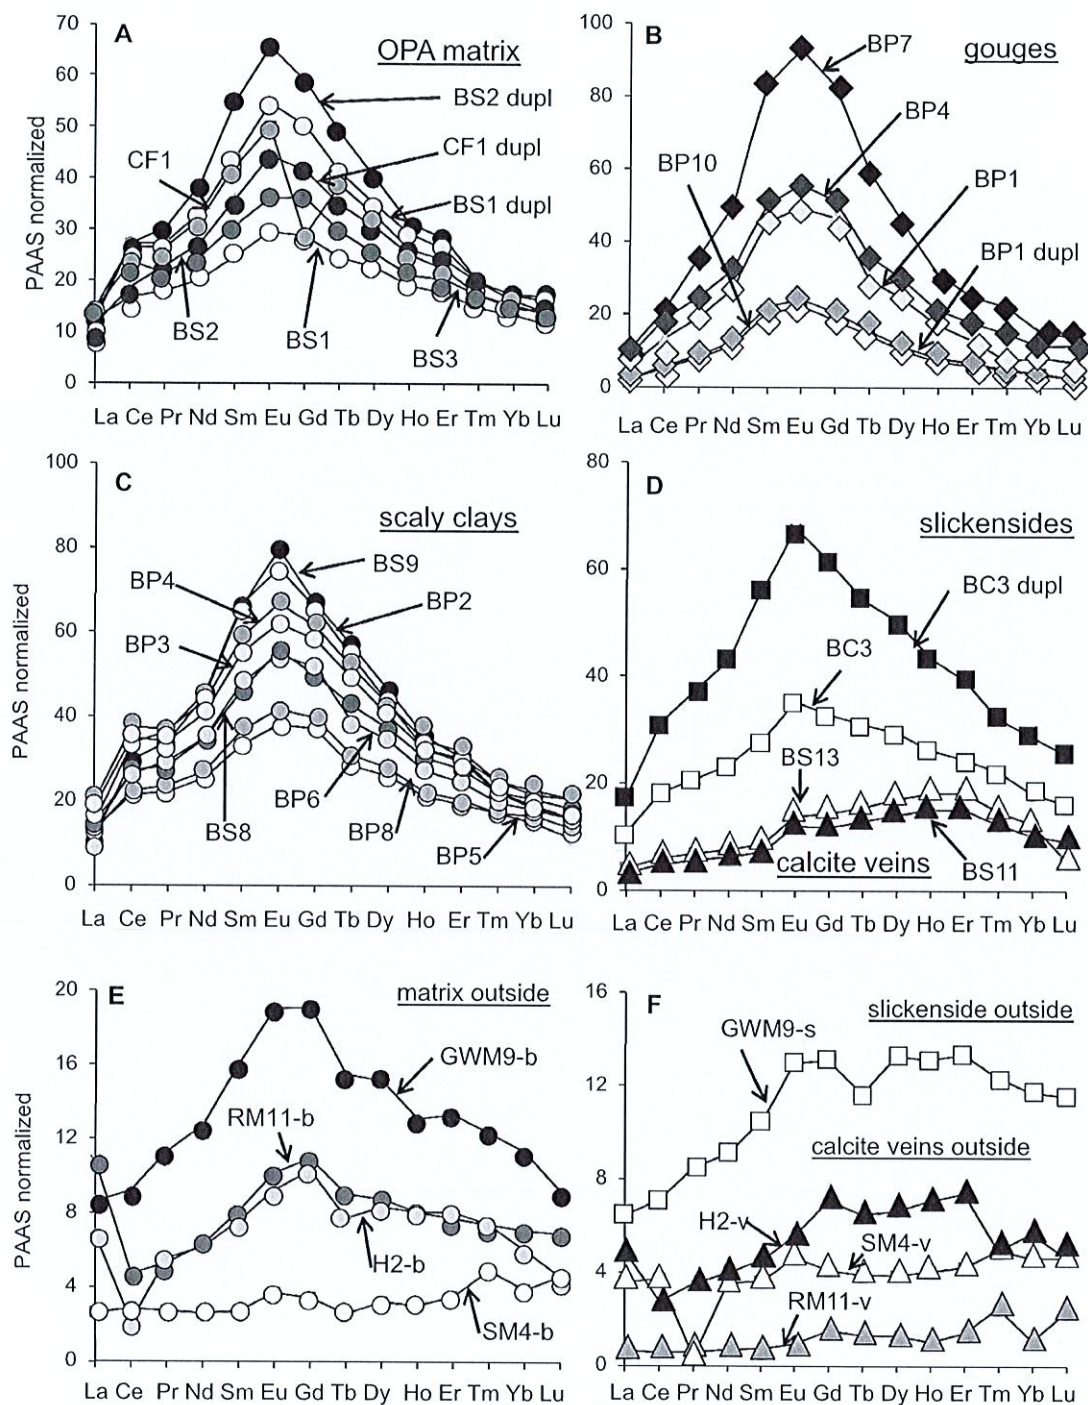 A
OPA matrix
PAAS normalized
70
60
50
40
30
20
10
0
BS2 dupl
CF1
CF1 dupl
BS1 dupl
BS2
BS1
BS3
La Ce Pr Nd Sm Eu Gd Tb Dy Ho Er Tm Yb Lu
B
gouges
100
80
60
40
20
0
BP7
BP4
BP10
BP1
BP1 dupl
La Ce Pr Nd Sm Eu Gd Tb Dy Ho Er Tm Yb Lu
C
scaly clays
PAAS normalized
100
80
60
40
20
0
BS9
BP4
BP2
BP3
BS8
BP6
BP8
BP5
La Ce Pr Nd Sm Eu Gd Tb Dy Ho Er Tm Yb Lu
D
slickensides
80
60
40
20
0
BC3 dupl
BC3
BS13
calcite veins
BS11
La Ce Pr Nd Sm Eu Gd Tb Dy Ho Er Tm Yb Lu
E
matrix outside
PAAS normalized
20
16
12
8
4
0
GWM9-b
RM11-b
H2-b
SM4-b
La Ce Pr Nd Sm Eu Gd Tb Dy Ho Er Tm Yb Lu
F
slickenside outside
16
12
8
4
0
GWM9-s
calcite veins outside
H2-v
SM4-v
RM11-v
La Ce Pr Nd Sm Eu Gd Tb Dy Ho Er Tm Yb Lu